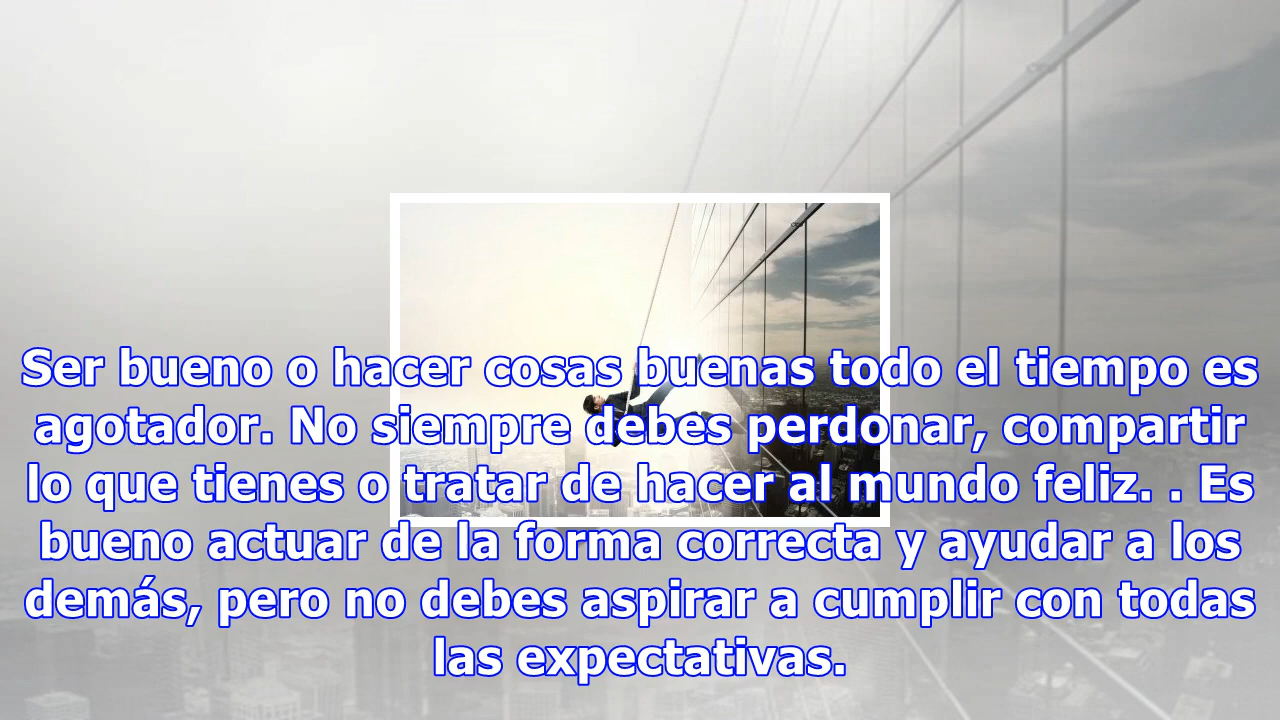 Ser bueno o hacer cosas buenas todo el tiempo es
agotador. No siempre debes perdonar, compartir
lo que tienes o tratar de hacer al mundo feliz. . Es
bueno actuar de la forma correcta y ayudar a los
demás, pero no debes aspirar a cumplir con todas
las expectativas.